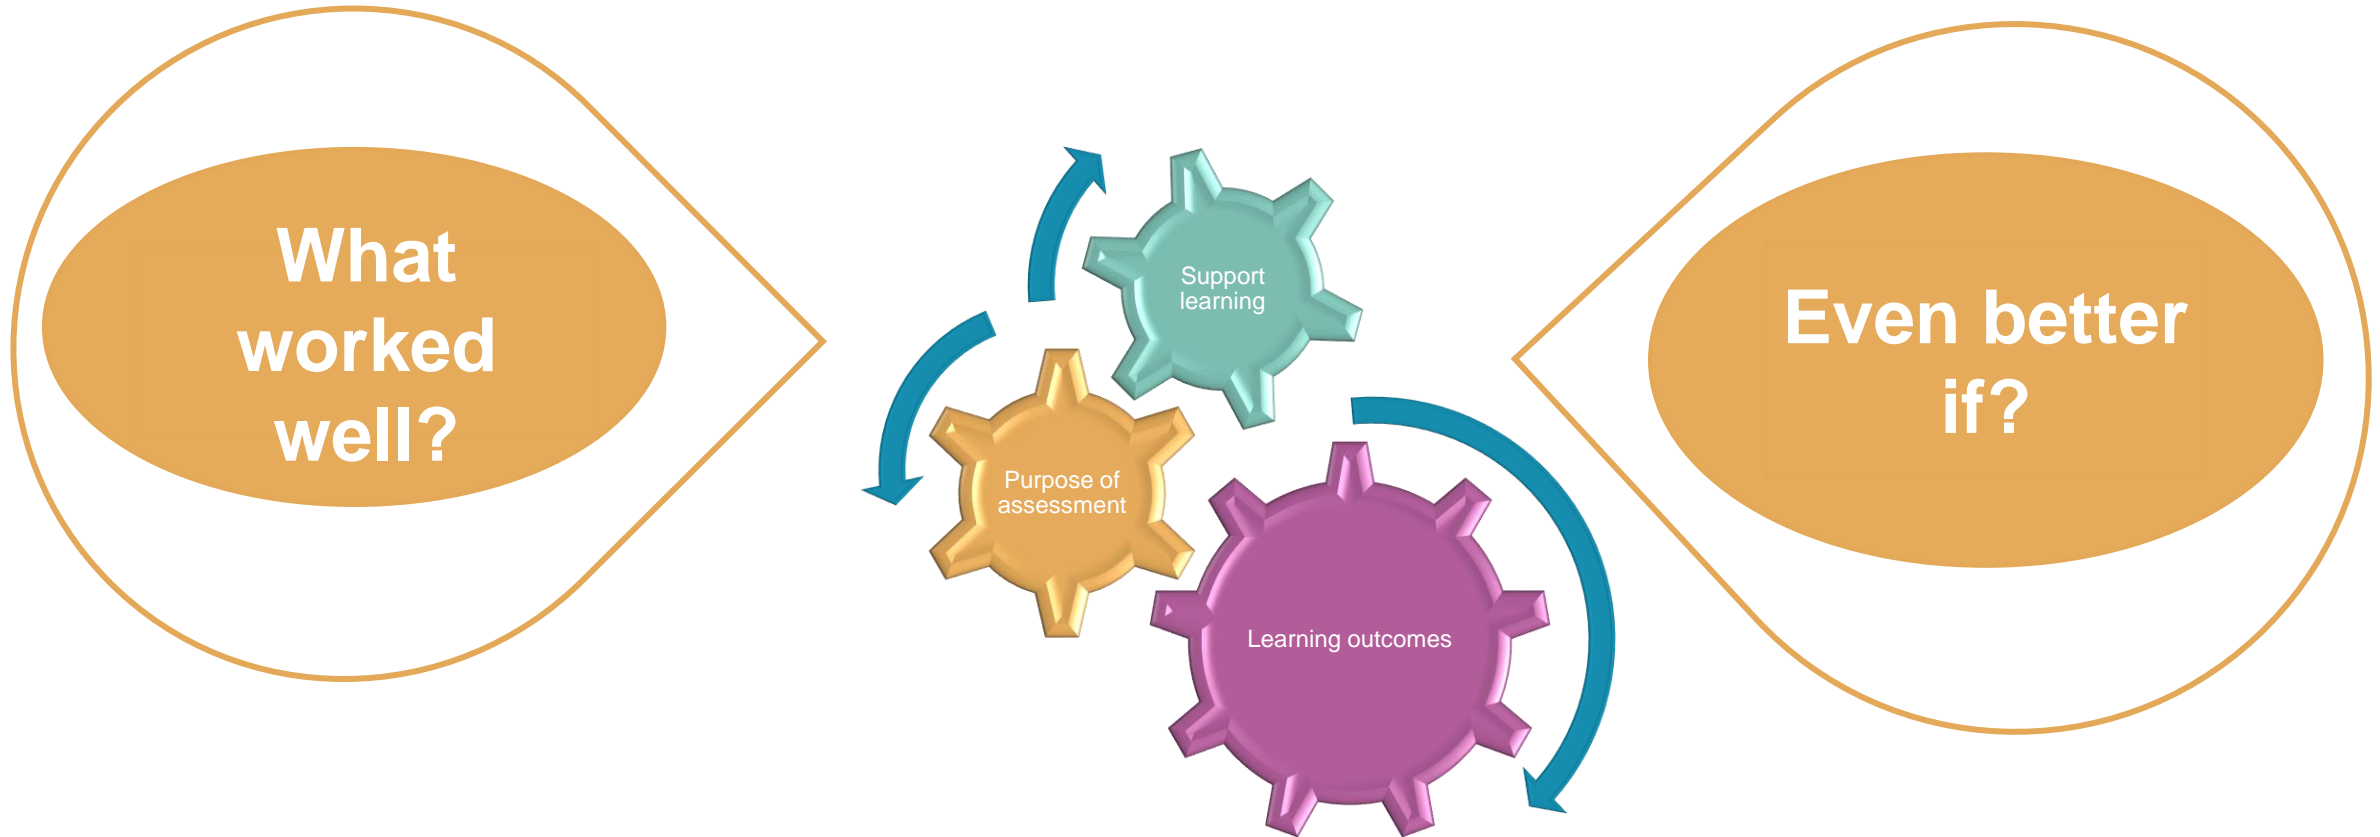 What
worked
well?
Support
learning
Purpose of
assessment
Learning outcomes
Even better
if?